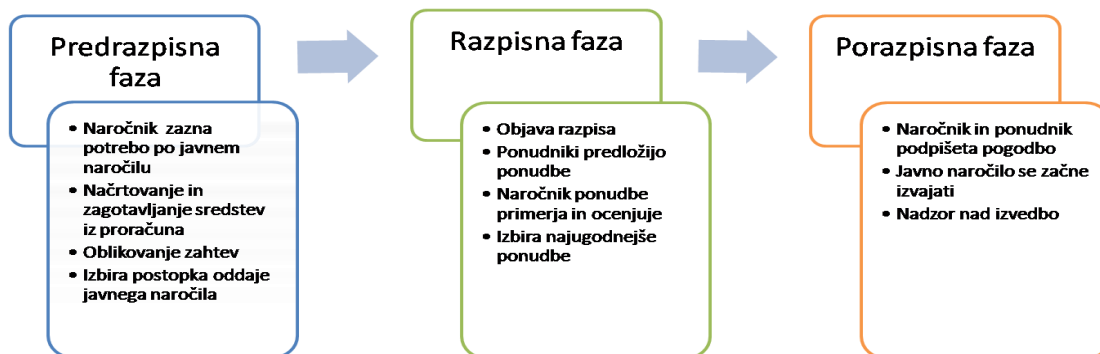 Predrazpisna
faza
• Naročnik zazna
potrebo po javnem
naročilu
• Načrtovanje in
zagotavljanje sredstev
iz proračuna
• Oblikovanje zahtev
• Izbira postopka oddaje
javnega naročila
Razpisna faza
• Objava razpisa
• Ponudniki predložijo
ponudbe
• Naročnik ponudbe
primerja in ocenjuje
• Izbira najugodnejše
ponudbe
Porazpisna faza
• Naročnik in ponudnik
podpišeta pogodbo
• Javno naročilo se začne
izvajati
• Nadzor nad izvedbo